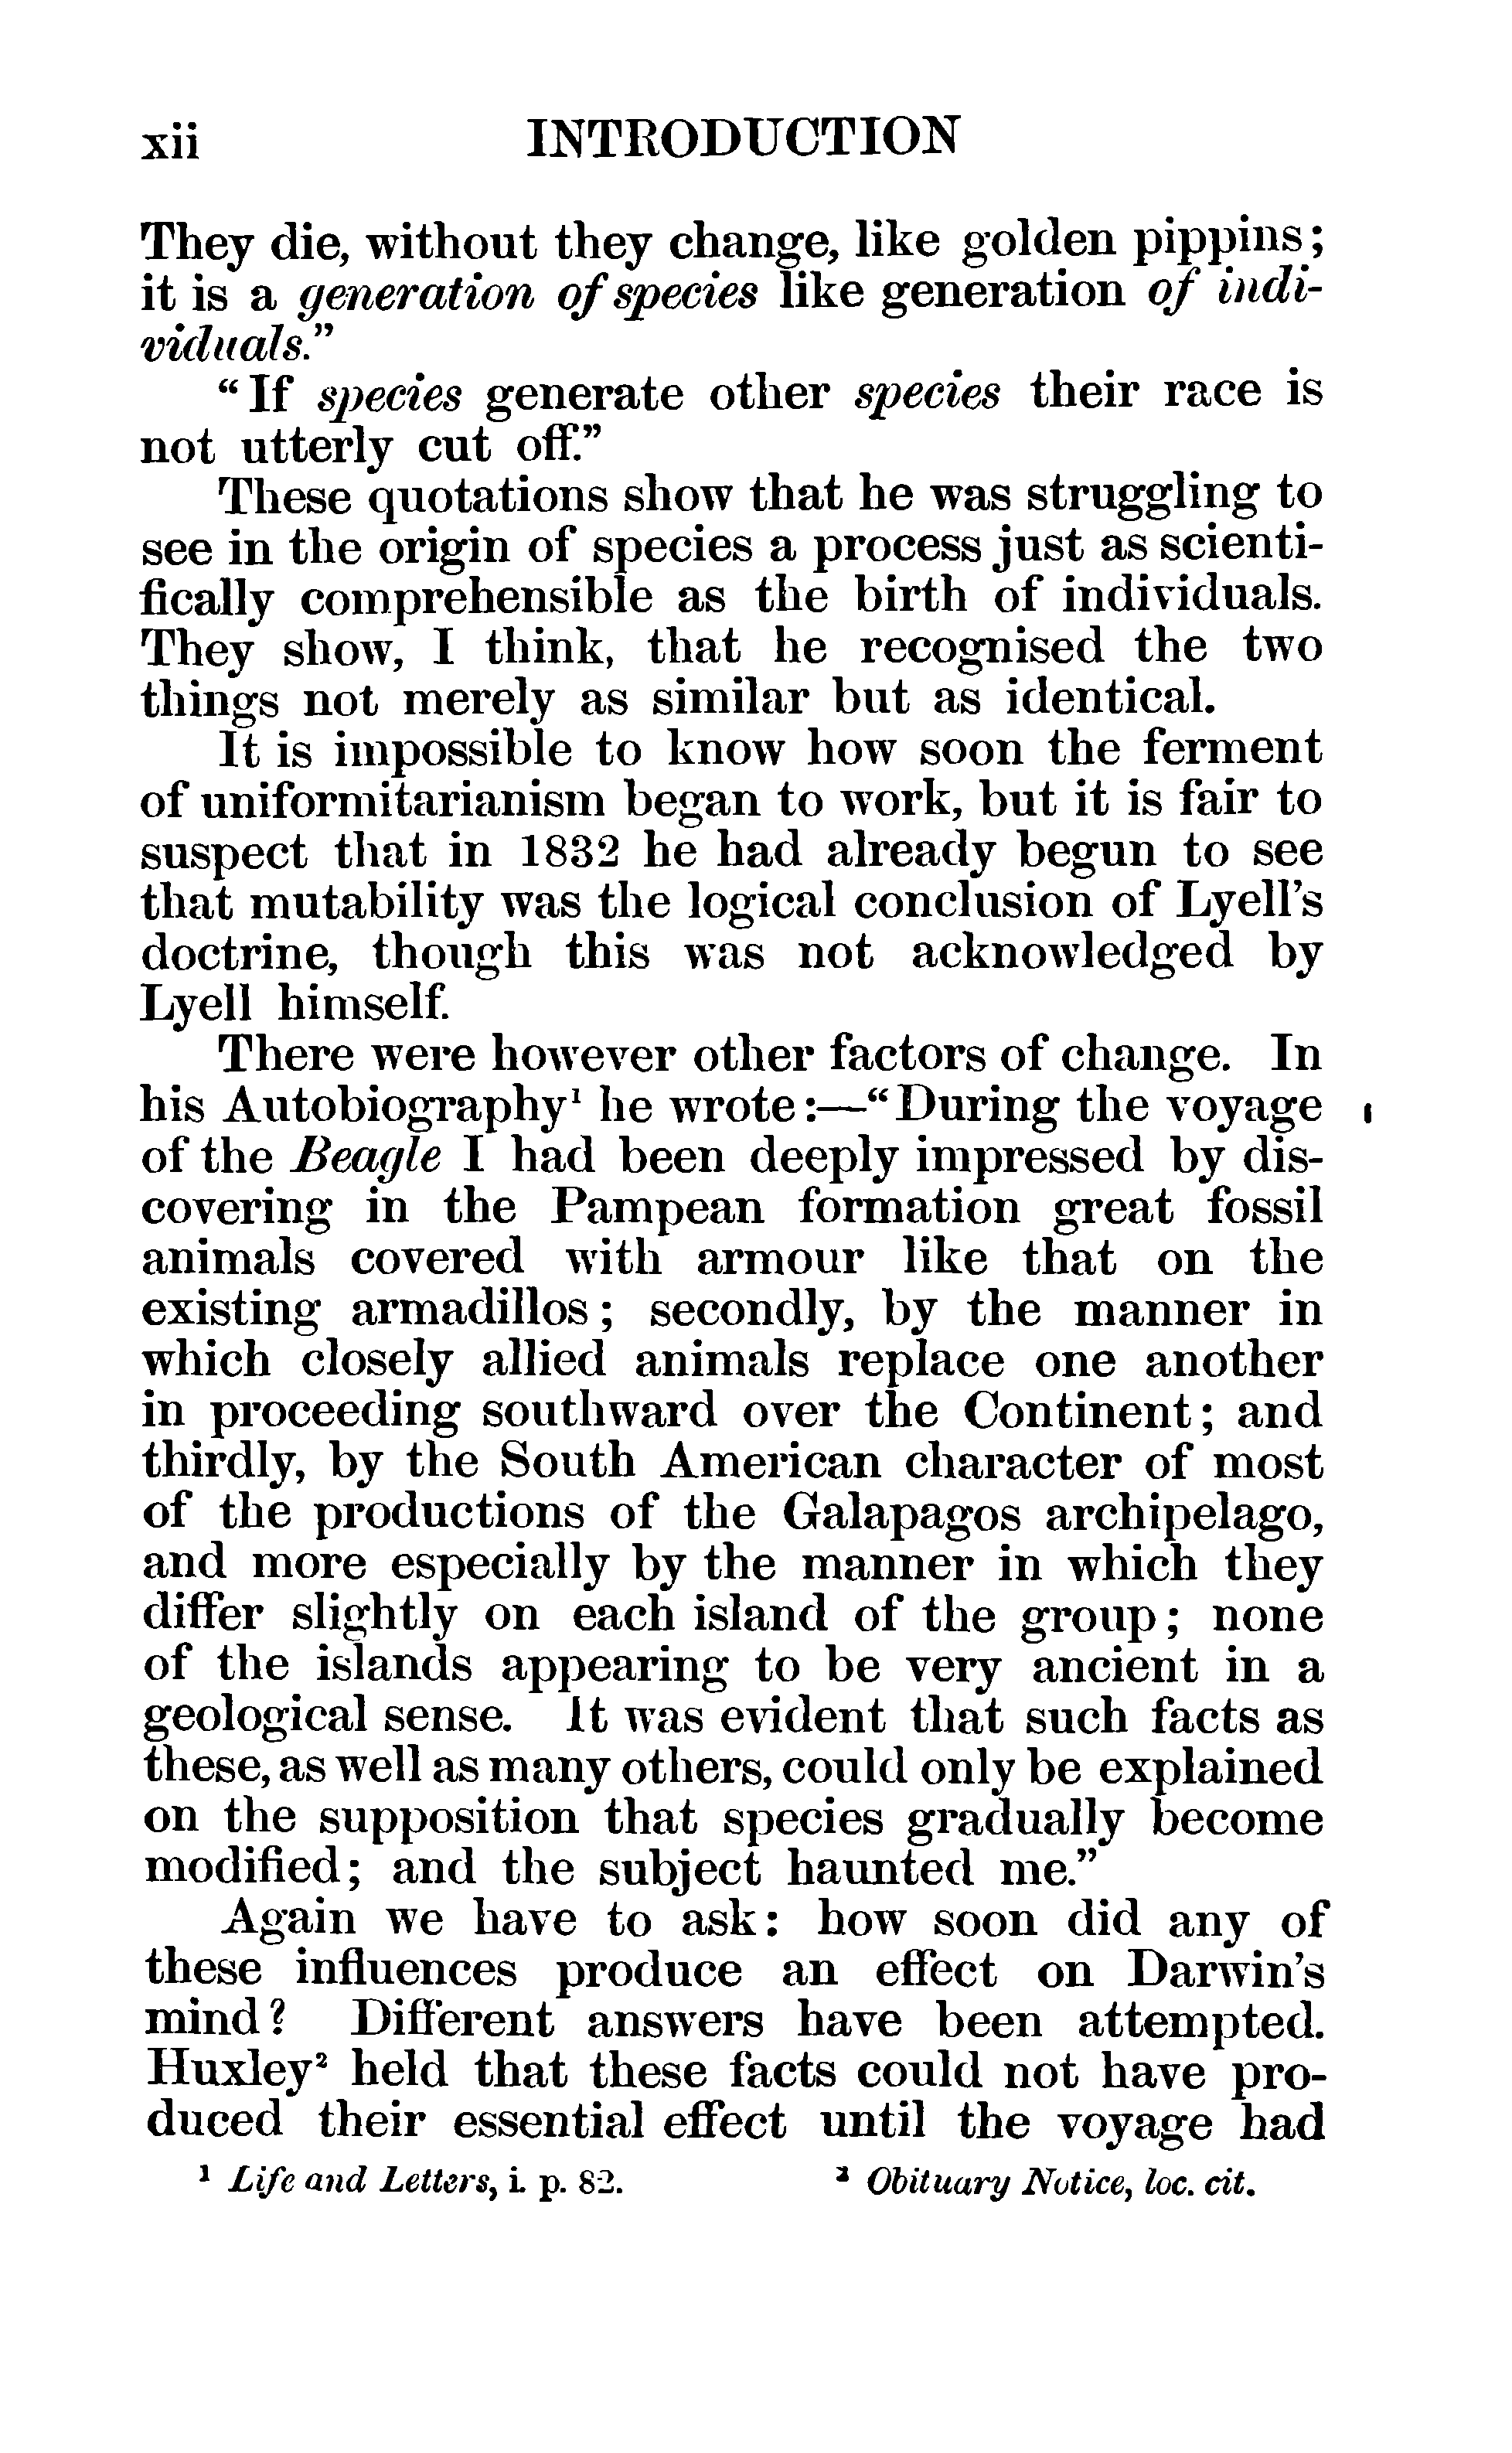 xii INTRODUCTION
They die, without they change, like golden pippins;
it is a generation of species like generation of indi-
viduals."
"If species generate other species their race is
not utterly cut off."
These quotations show that he was struggling to
see in the origin of species a process just as scienti-
fically comprehensible as the birth of individuals.
They show, I think, that he recognised the two
things not merely as similar but as identical.
It is impossible to know how soon the ferment
of uniformitarianism began to work, but it is fair to
suspect that in 1832 he had already begun to see
that mutability was the logical conclusion of Lyell's
doctrine, though this was not acknowledged by
Lyell himself.
There were however other factors of change. In
his Autobiography¹ he wrote:—"During the voyage
of the Beagle I had been deeply impressed by dis-
covering in the Pampean formation great fossil
animals covered with armour like that on the
existing armadillos; secondly, by the manner in
which closely allied animals replace one another
in proceeding southward over the Continent; and
thirdly, by the South American character of most
of the productions of the Galapagos archipelago,
and more especially by the manner in which they
differ slightly on each island of the group; none
of the islands appearing to be very ancient in a
geological sense. It was evident that such facts as
these, as well as many others, could only be explained
on the supposition that species gradually become
modified; and the subject haunted me."
Again we have to ask: how soon did any of
these influences produce an effect on Darwin's
mind? Different answers have been attempted.
Huxley² held that these facts could not have pro-
duced their essential effect until the voyage had
¹ Life and Letters, i. p. 82. ² Obituary Notice, loc. cit.